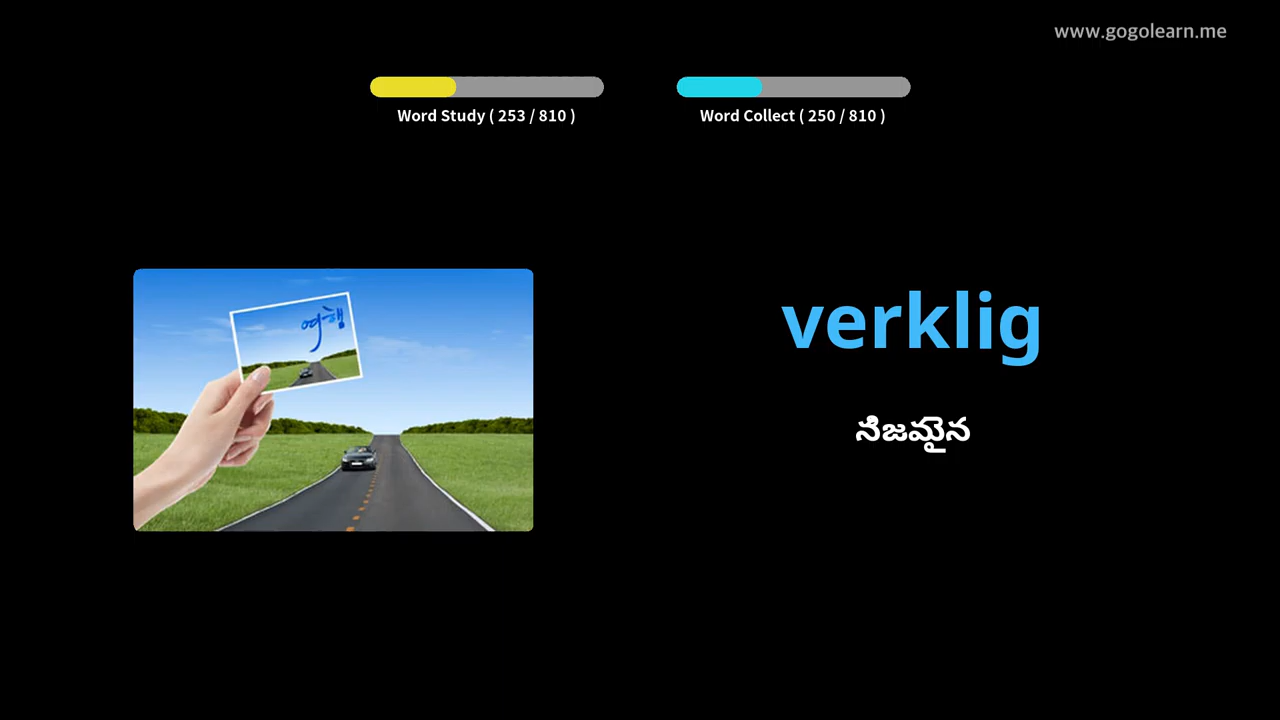 www.gogolearn.me
Word Study ( 253 / 810 )
Word Collect ( 250 / 810 )
여행
verklig
నిజమైన